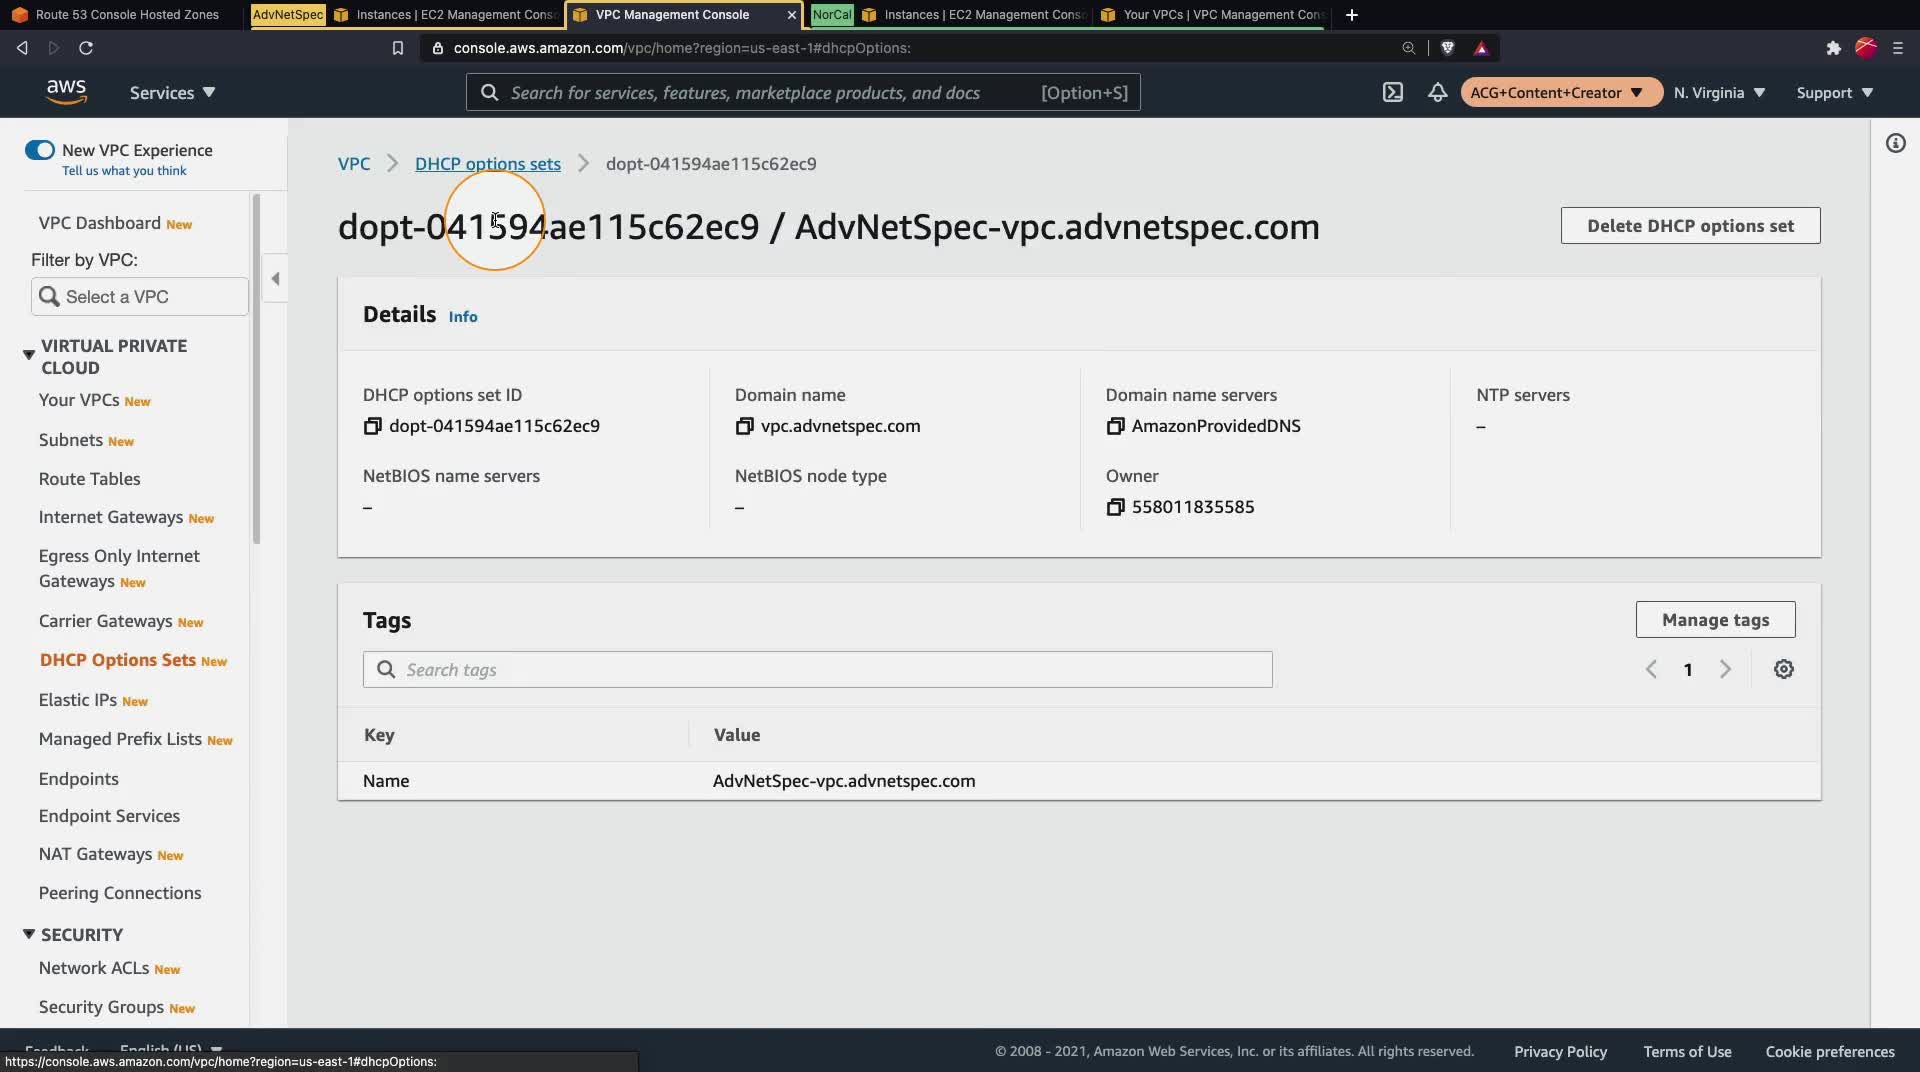 Route 53 Console Hosted Zones
AdvNetSpec
Instances | EC2 Management Conso
VPC Management Console
NorCal
Instances | EC2 Management Conso
Your VPCs | VPC Management Con
console.aws.amazon.com/vpc/home?region=us-east-1#dhcpOptions:
aws
Services
Search for services, features, marketplace products, and docs
[Option+S]
ACG+Content+Creator
N. Virginia
Support
New VPC Experience
Tell us what you think
VPC Dashboard New
Filter by VPC:
Select a VPC
VIRTUAL PRIVATE
CLOUD
Your VPCs New
Subnets New
Route Tables
Internet Gateways New
Egress Only Internet
Gateways New
Carrier Gateways New
DHCP Options Sets New
Elastic IPs New
Managed Prefix Lists New
Endpoints
Endpoint Services
NAT Gateways New
Peering Connections
SECURITY
Network ACLs New
Security Groups New
VPC
DHCP options sets
dopt-041594ae115c62ec9
dopt-041594ae115c62ec9 / AdvNetSpec-vpc.advnetspec.com
Delete DHCP options set
Details Info
DHCP options set ID
dopt-041594ae115c62ec9
Domain name
vpc.advnetspec.com
Domain name servers
AmazonProvidedDNS
NTP servers
–
NetBIOS name servers
–
NetBIOS node type
–
Owner
558011835585
Tags
Manage tags
Search tags
1
Key
Value
Name
AdvNetSpec-vpc.advnetspec.com
Feedback
English (US)
https://console.aws.amazon.com/vpc/home?region=us-east-1#dhcpOptions:
© 2008 - 2021, Amazon Web Services, Inc. or its affiliates. All rights reserved.
Privacy Policy
Terms of Use
Cookie preferences